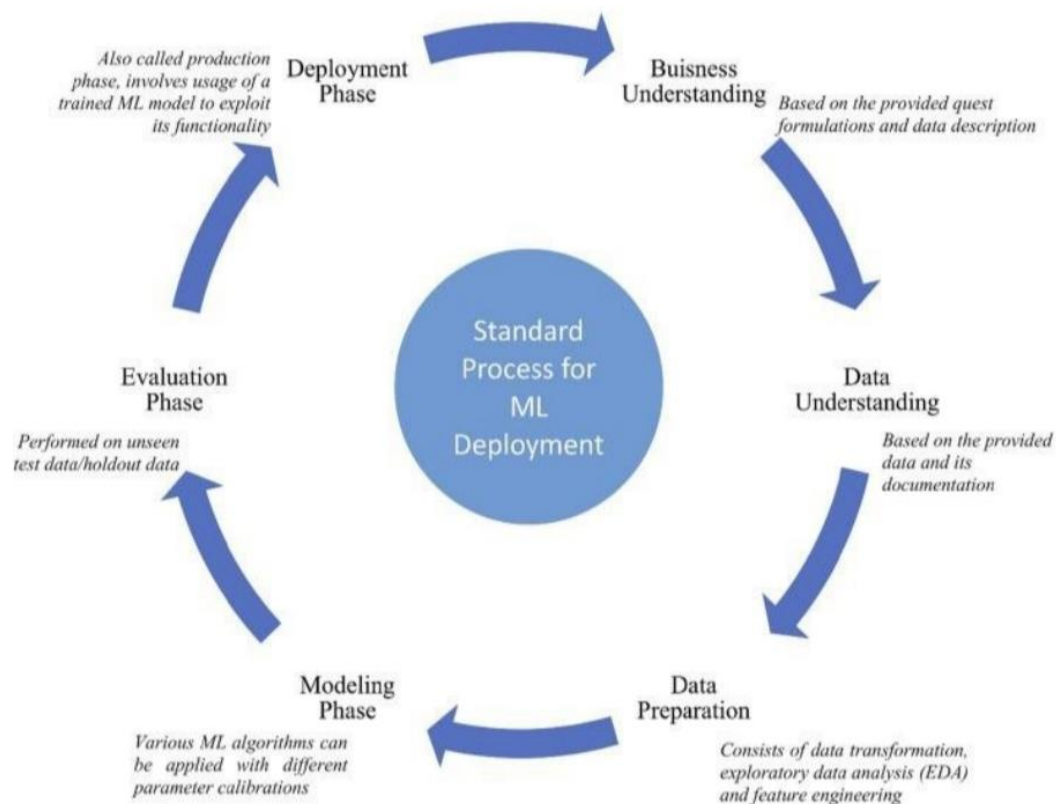 Deployment
Phase
Also called production
phase, involves usage of a
trained ML model to exploit
its functionality
Buisness
Understanding
Based on the provided quest
formulations and data description
Data
Understanding
Based on the provided
data and its
documentation
Data
Preparation
Consists of data transformation,
exploratory data analysis (EDA)
and feature engineering
Modeling
Phase
Various ML algorithms can
be applied with different
parameter calibrations
Evaluation
Phase
Performed on unseen
test data/holdout data
Standard
Process for
ML
Deployment